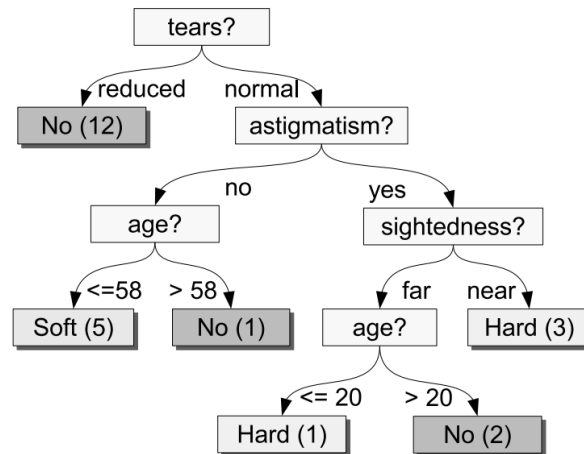 tears?
reduced normal
No (12) astigmatism?
no yes
age? sightedness?
<=58 > 58 far near
Soft (5) No (1) age? Hard (3)
<= 20 > 20
Hard (1) No (2)